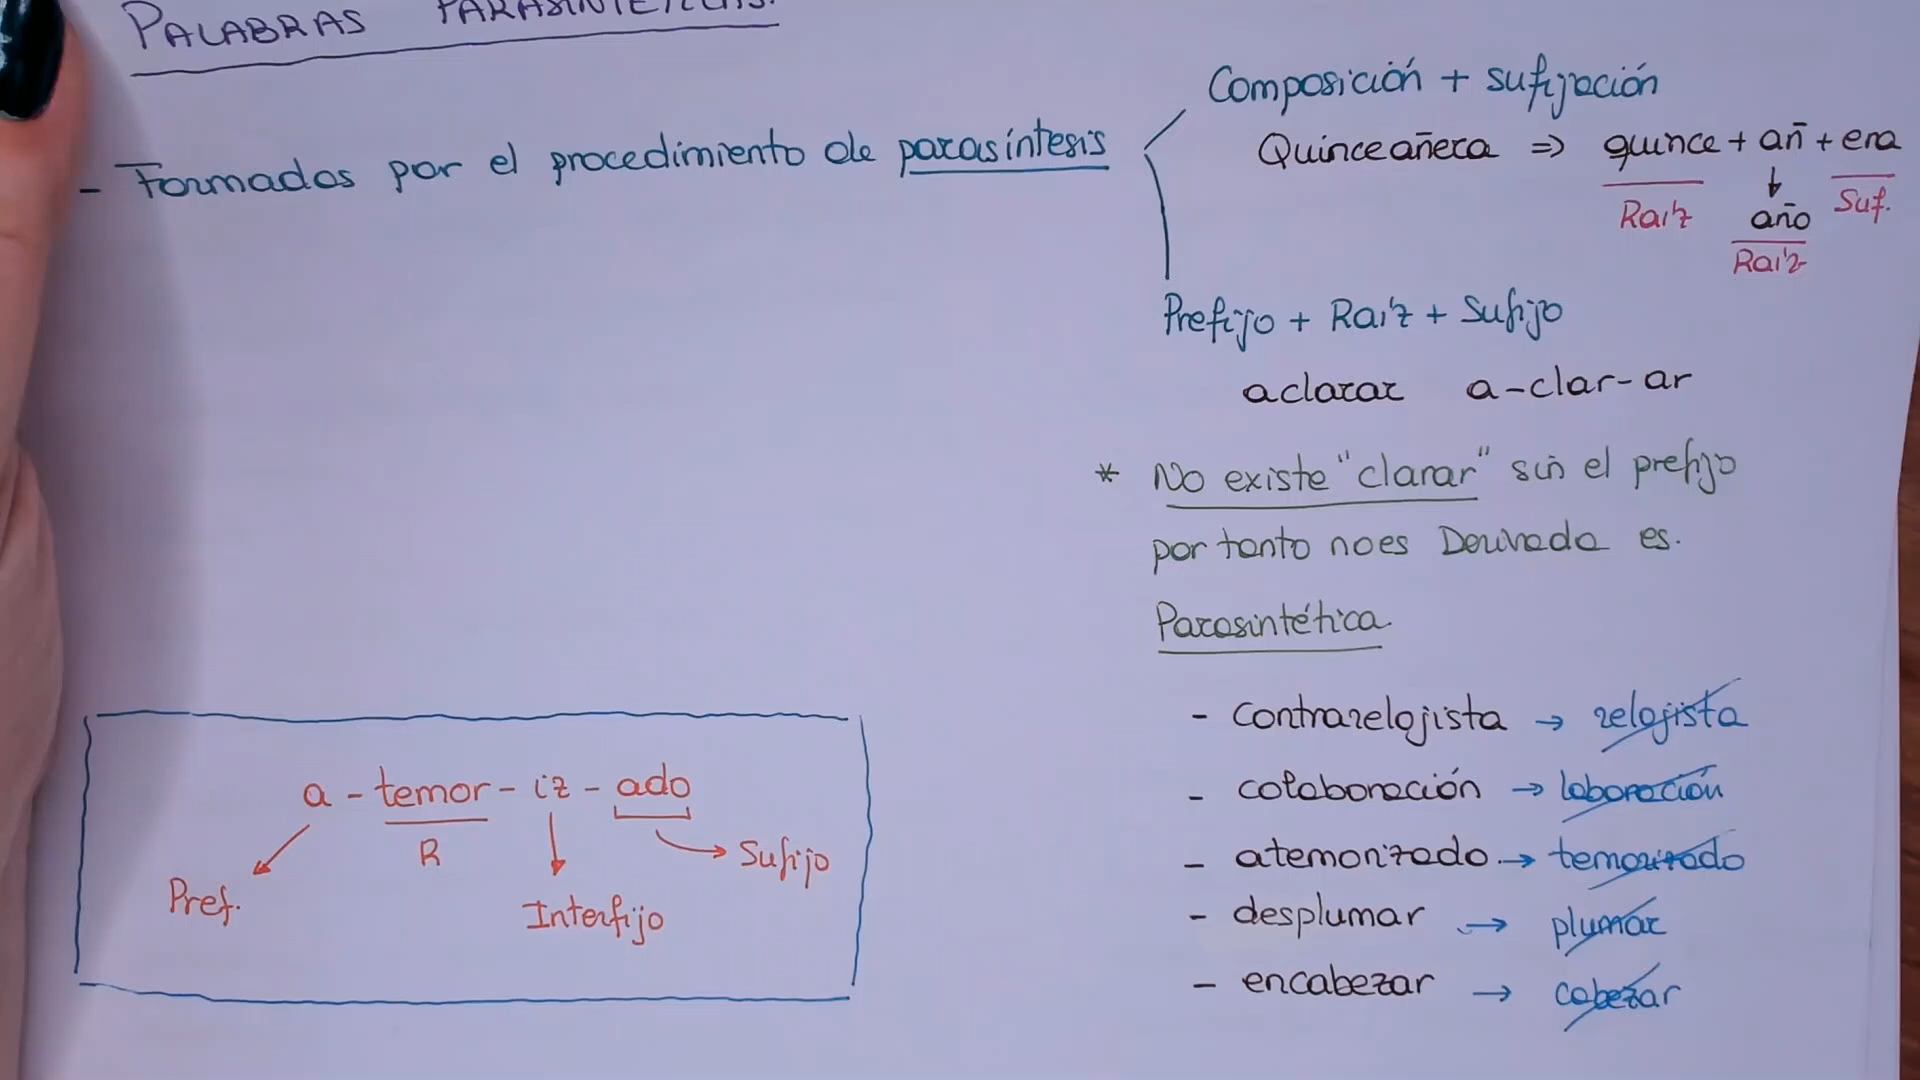 PALABRAS PARASINTÉTICAS.
- Formados por el procedimiento de parasíntesis
Composición + sufijación
Quinceañera => quince + añ + era
Raíz año Suf.
Raíz
Prefijo + Raíz + Sufijo
aclarar a-clar-ar
* No existe "clarar" sin el prefijo
por tanto no es Derivada es.
Parasintética.
- contrarelojista → relojista
- colaboración → laboración
- atemorizado → temorizado
- desplumar → plumar
- encabezar → cabezar
a - temor - iz - ado
R
Sufijo
Pref.
Interfijo